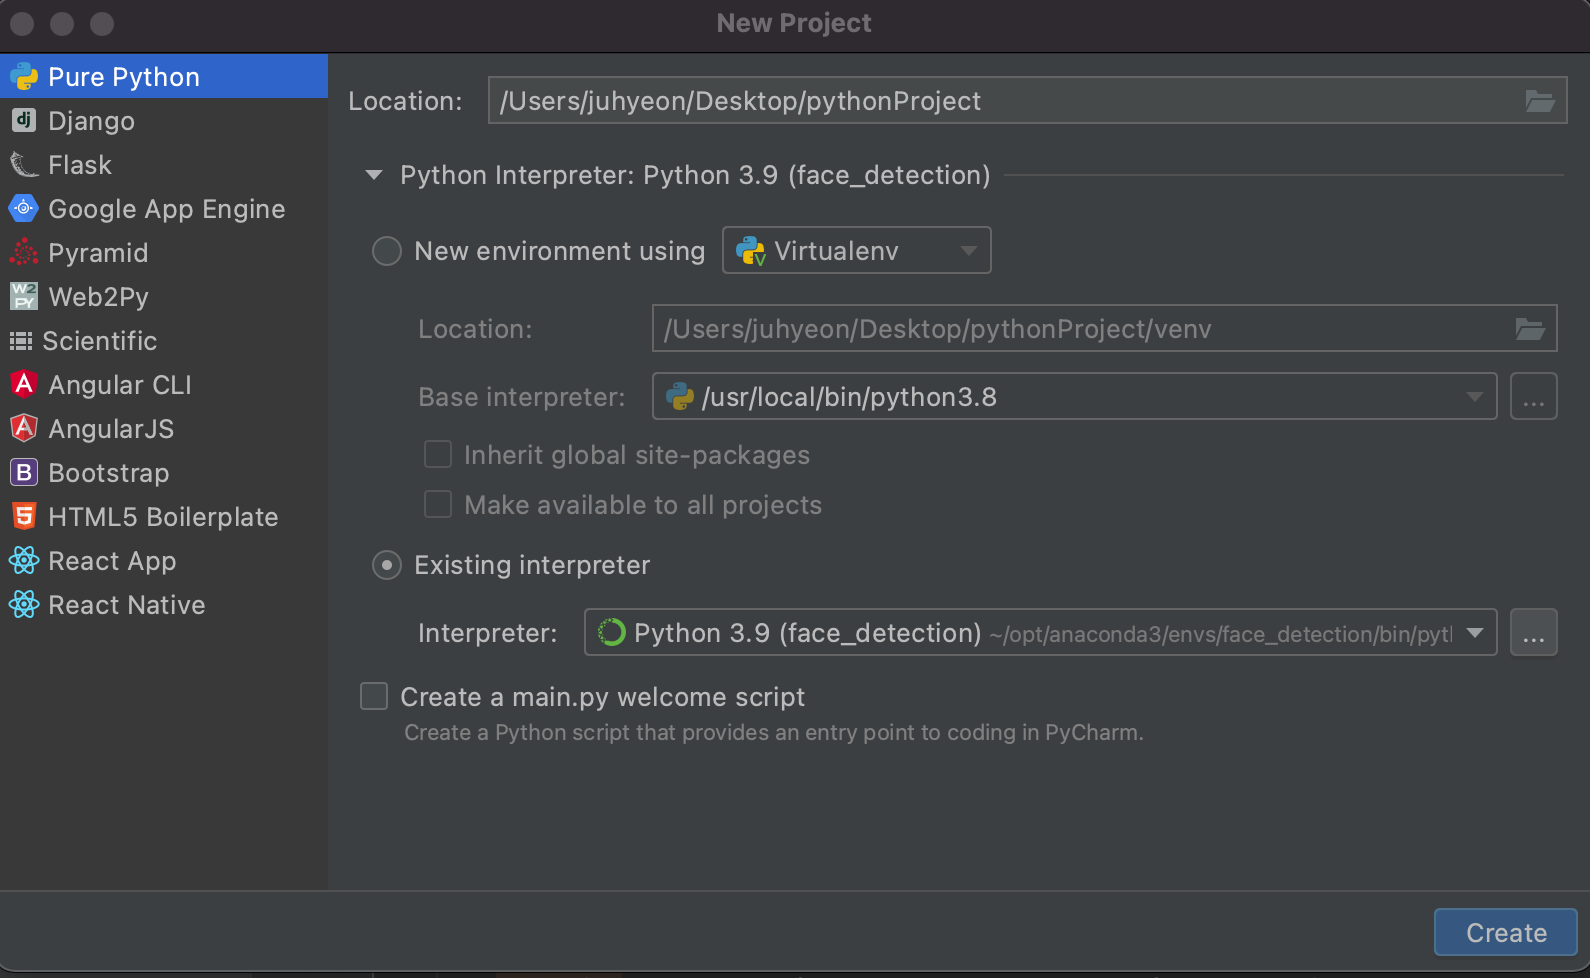 New Project
Pure Python
Django
Flask
Google App Engine
Pyramid
Web2Py
Scientific
Angular CLI
AngularJS
Bootstrap
HTML5 Boilerplate
React App
React Native
Location: /Users/juhyeon/Desktop/pythonProject
Python Interpreter: Python 3.9 (face_detection)
New environment using Virtualenv
Location: /Users/juhyeon/Desktop/pythonProject/venv
Base interpreter: /usr/local/bin/python3.8 ...
Inherit global site-packages
Make available to all projects
Existing interpreter
Interpreter: Python 3.9 (face_detection) ~/opt/anaconda3/envs/face_detection/bin/pyt ...
Create a main.py welcome script
Create a Python script that provides an entry point to coding in PyCharm.
Create